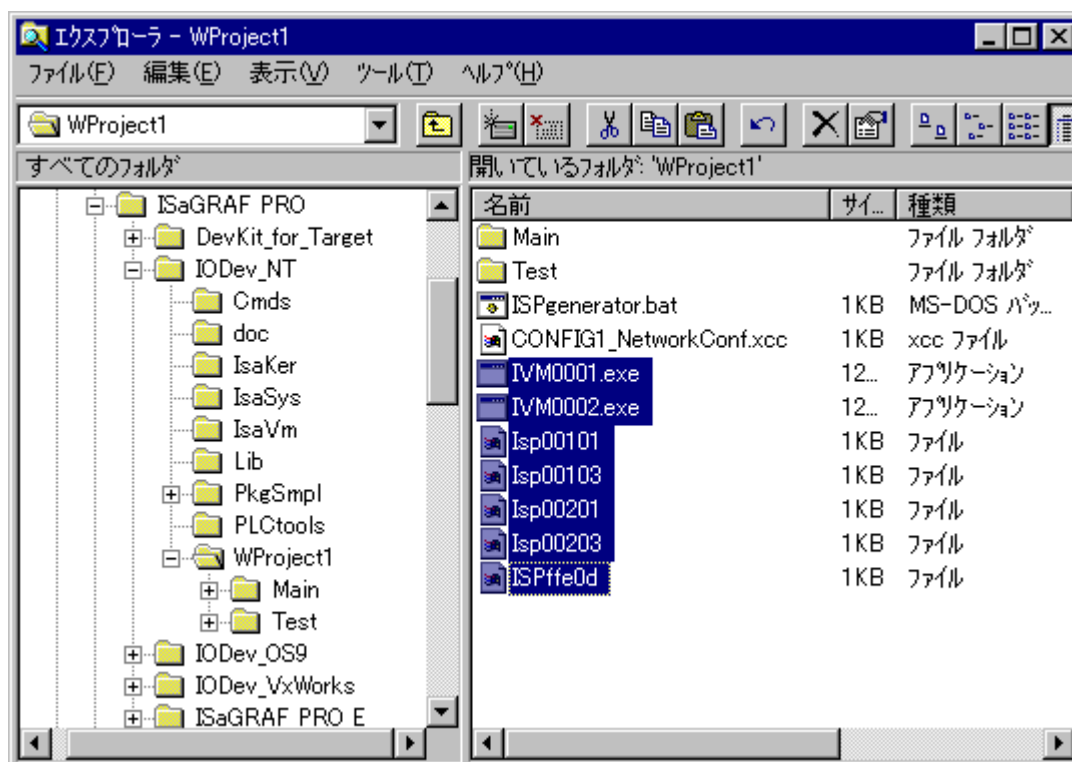 エクスプローラ - WProject1
ファイル(F) 編集(E) 表示(V) ツール(T) ヘルプ(H)
WProject1
すべてのフォルダ
ISaGRAF PRO
DevKit_for_Target
IODev_NT
Cmds
doc
IsaKer
IsaSys
IsaVm
Lib
PkgSmpl
PLCtools
WProject1
Main
Test
IODev_OS9
IODev_VxWorks
ISaGRAF PRO E
開いているフォルダ: 'WProject1'
名前 サイ... 種類
Main ファイル フォルダ
Test ファイル フォルダ
ISPgenerator.bat 1KB MS-DOS バッ...
CONFIG1_NetworkConf.xcc 1KB xcc ファイル
IVM0001.exe 12... アプリケーション
IVM0002.exe 12... アプリケーション
Isp00101 1KB ファイル
Isp00103 1KB ファイル
Isp00201 1KB ファイル
Isp00203 1KB ファイル
ISPffe0d 1KB ファイル